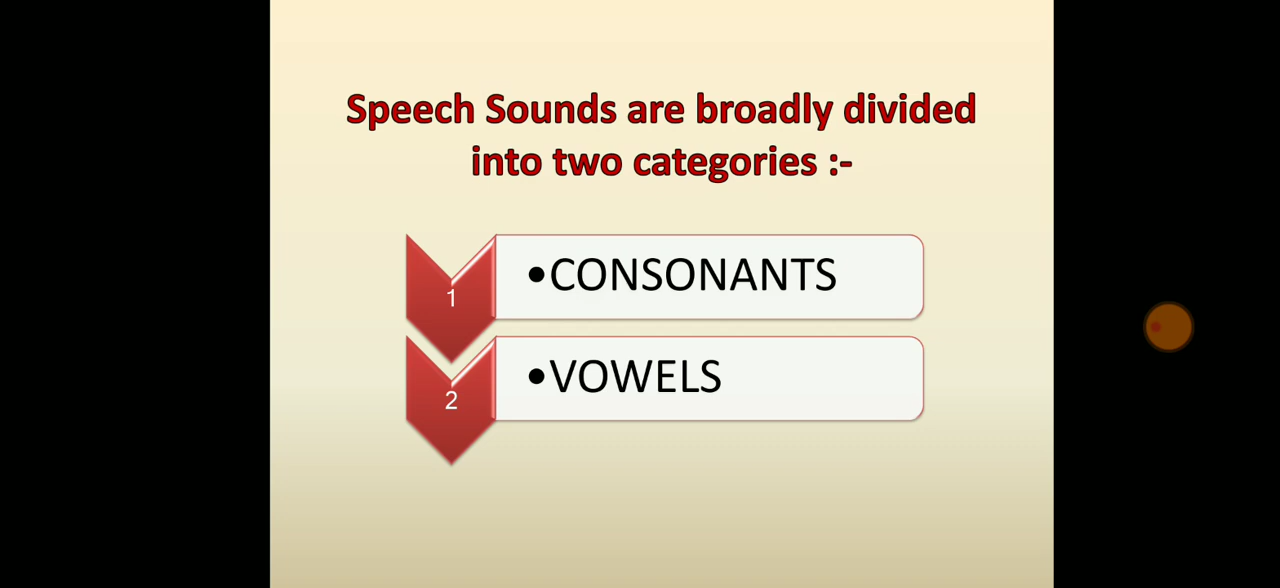 Speech Sounds are broadly divided
into two categories :-
1
•CONSONANTS
2
•VOWELS